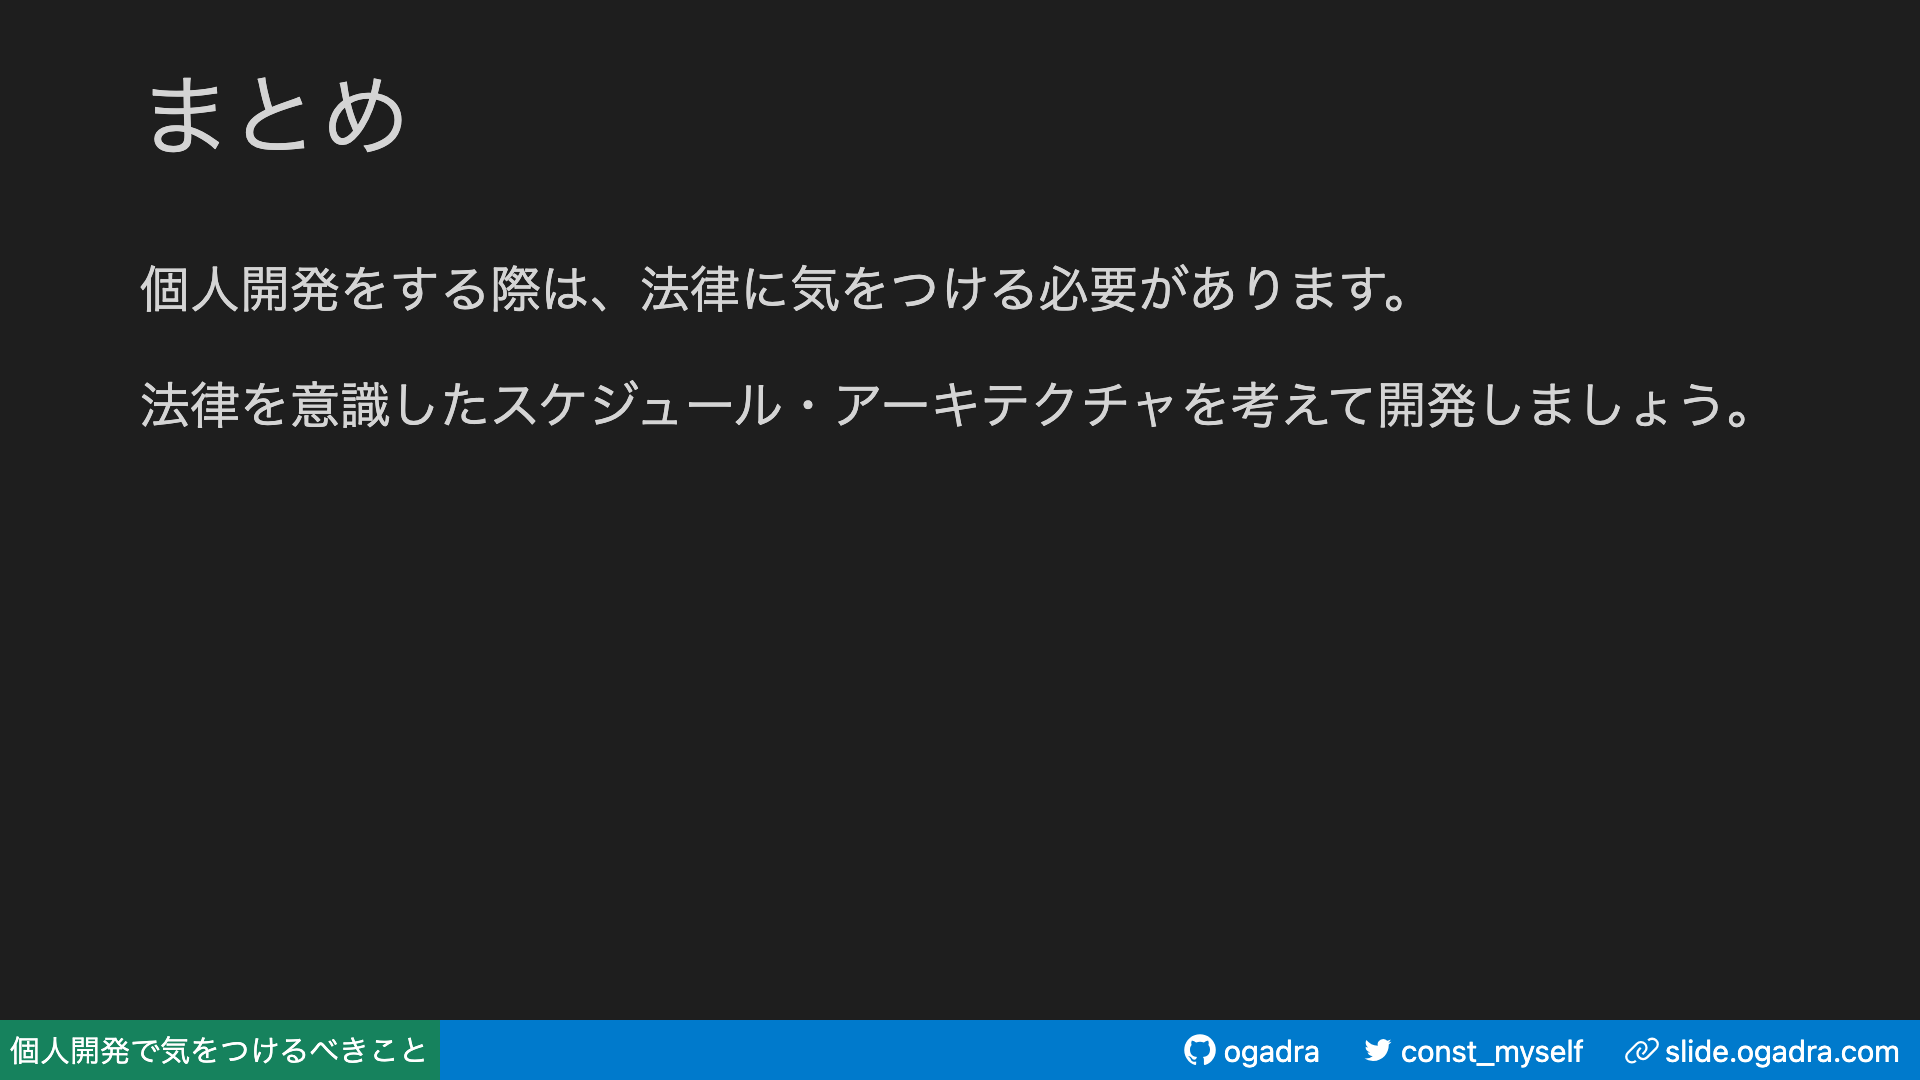 まとめ
個人開発をする際は、法律に気をつける必要があります。
法律を意識したスケジュール・アーキテクチャを考えて開発しましょう。
個人開発で気をつけるべきこと
ogadra
const_myself
slide.ogadra.com